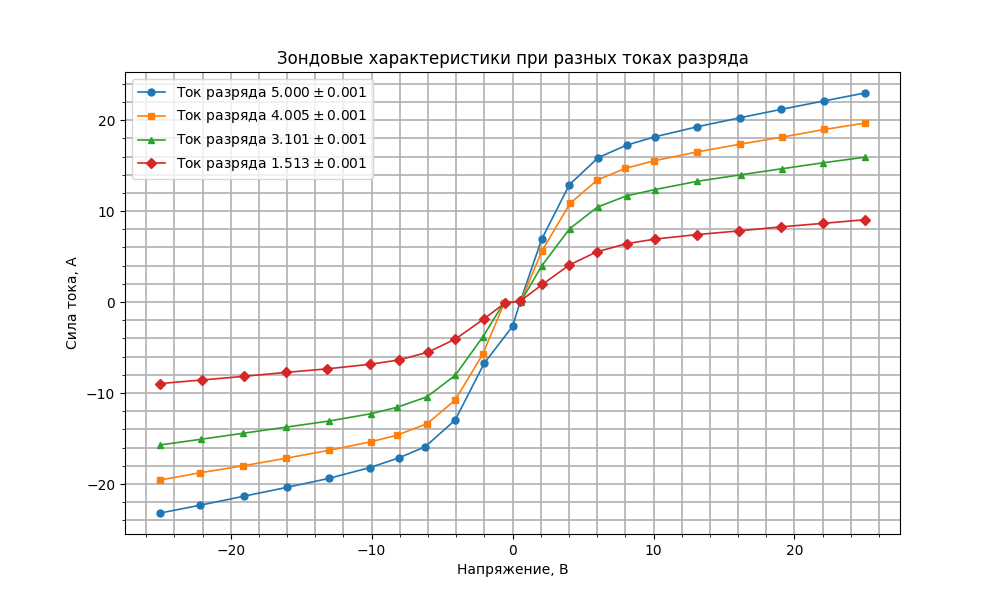 Зондовые характеристики при разных токах разряда
Ток разряда 5.000 ± 0.001
Ток разряда 4.005 ± 0.001
Ток разряда 3.101 ± 0.001
Ток разряда 1.513 ± 0.001
Сила тока, А
20
10
0
−10
−20
−20 −10 0 10 20
Напряжение, В